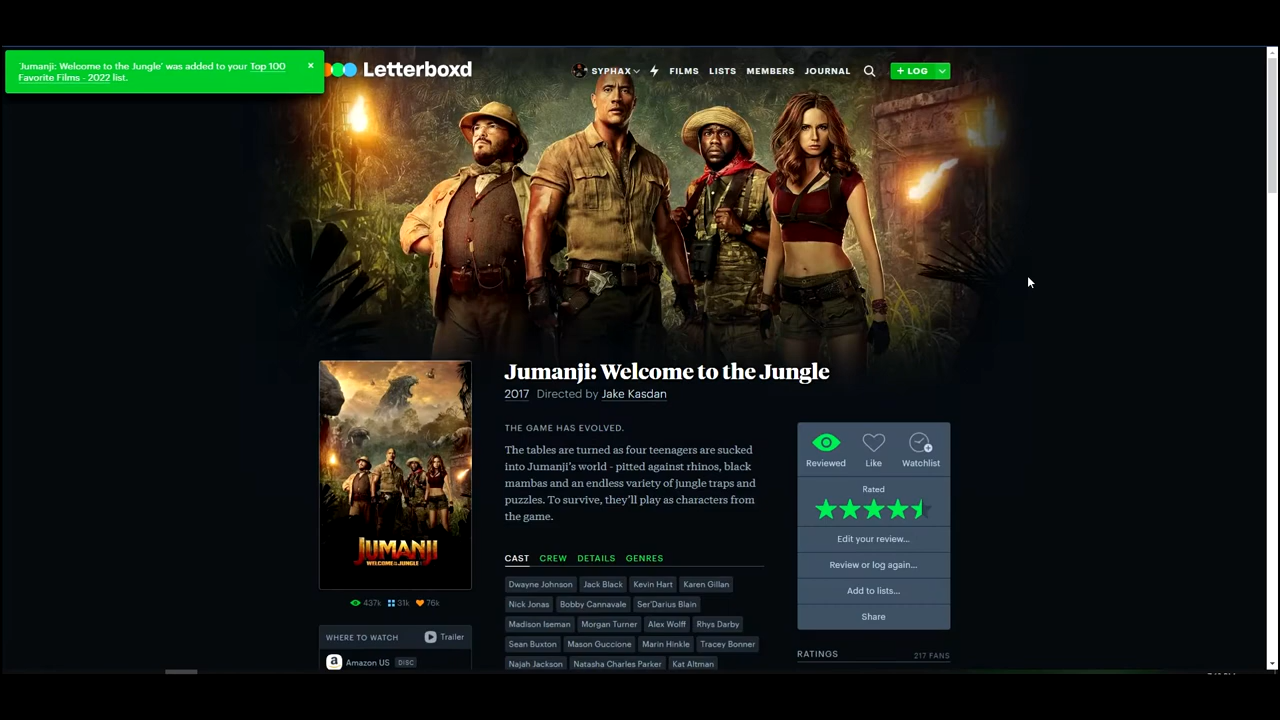 'Jumanji: Welcome to the Jungle' was added to your Top 100
Favorite Films - 2022 list.
×
Letterboxd
SYPHAX
FILMS
LISTS
MEMBERS
JOURNAL
+ LOG
Jumanji: Welcome to the Jungle
2017 Directed by Jake Kasdan
THE GAME HAS EVOLVED.
The tables are turned as four teenagers are sucked
into Jumanji's world - pitted against rhinos, black
mambas and an endless variety of jungle traps and
puzzles. To survive, they'll play as characters from
the game.
CAST CREW DETAILS GENRES
Dwayne Johnson Jack Black Kevin Hart Karen Gillan
Nick Jonas Bobby Cannavale Ser'Darius Blain
Madison Iseman Morgan Turner Alex Wolff Rhys Darby
Sean Buxton Mason Guccione Marin Hinkle Tracey Bonner
Najah Jackson Natasha Charles Parker Kat Altman
JUMANJI
WELCOME TO THE JUNGLE
437k 31k 76k
WHERE TO WATCH Trailer
Amazon US DISC
Reviewed Like Watchlist
Rated
Edit your review...
Review or log again...
Add to lists...
Share
RATINGS 217 FANS